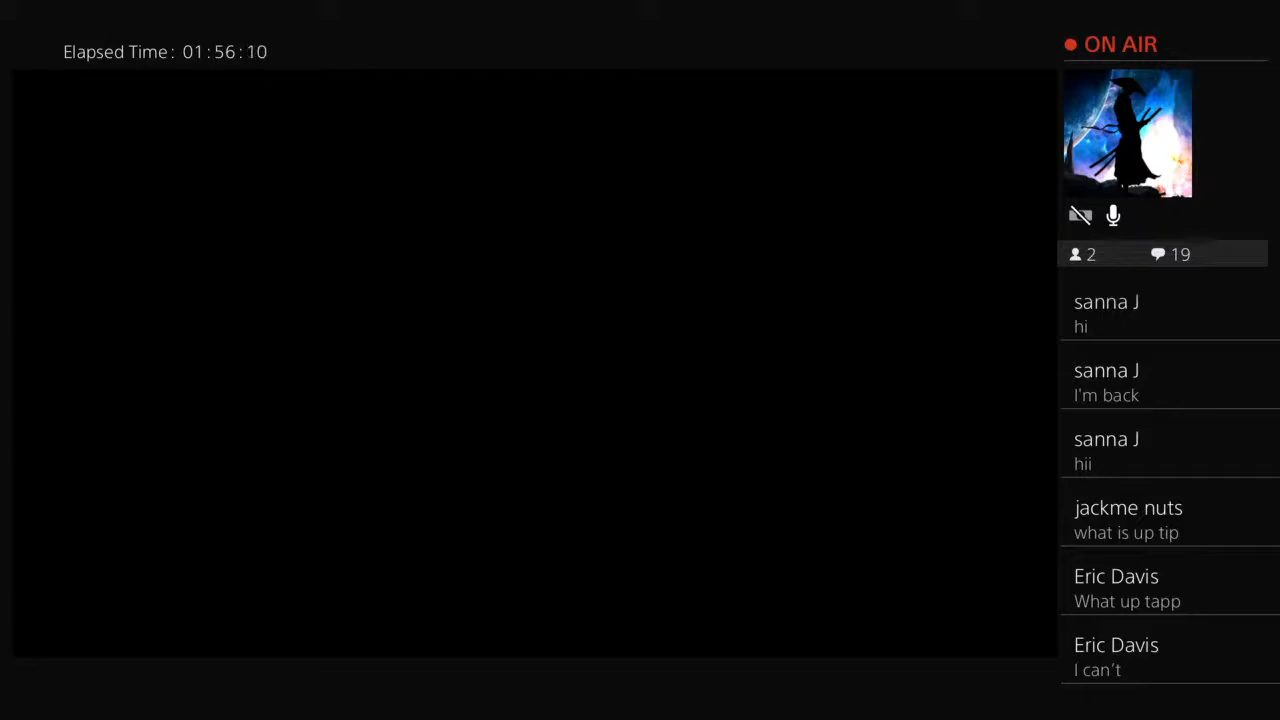 Elapsed Time: 01:56:10
ON AIR
2 19
sanna J
hi
sanna J
I'm back
sanna J
hii
jackme nuts
what is up tip
Eric Davis
What up tapp
Eric Davis
I can't